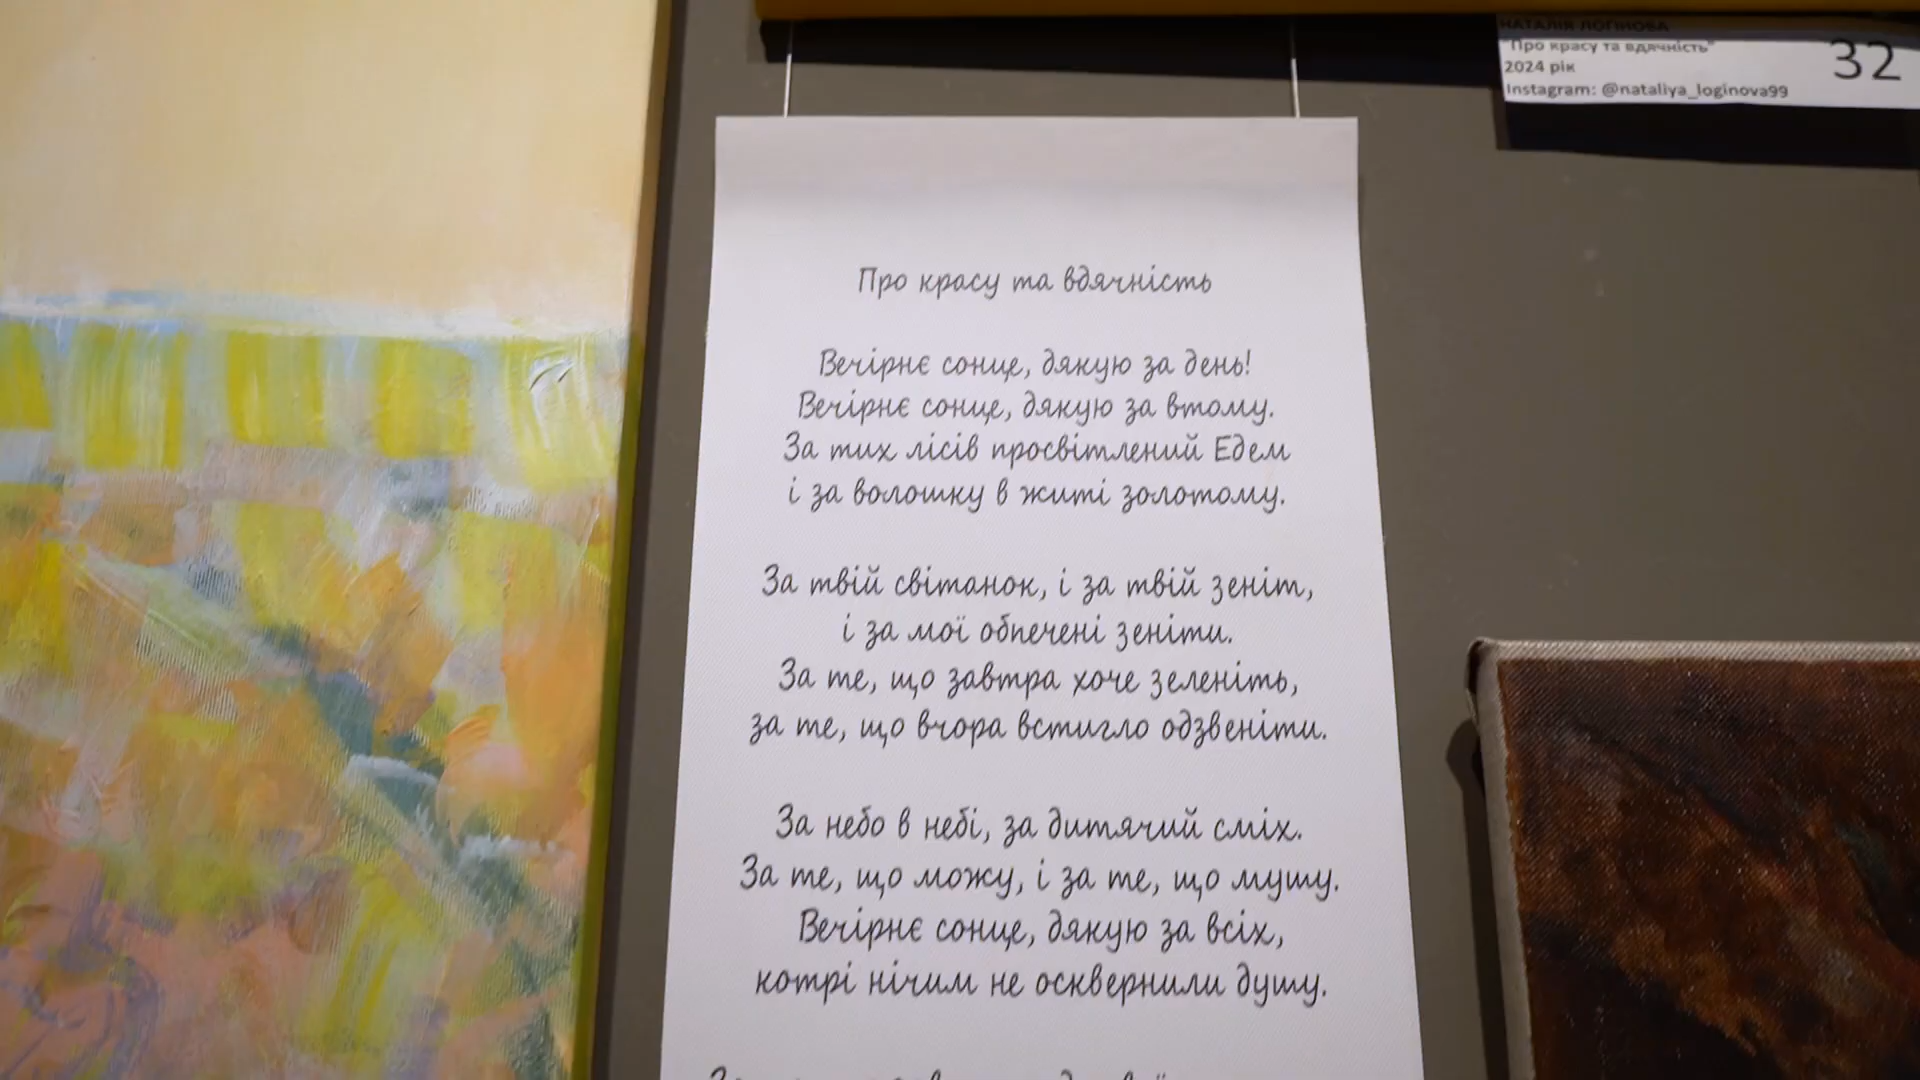 НАТАЛІЯ ЛОГІНОВА
"Про красу та вдячність"
2024 рік
Instagram: @nataliya_loginova99
32
Про красу та вдячність
Вечірнє сонце, дякую за день!
Вечірнє сонце, дякую за втому.
За тих лісів просвітлений Едем
і за волошку в житі золотому.
За твій світанок, і за твій зеніт,
і за мої обпечені зеніти.
За те, що завтра хоче зеленіть,
за те, що вчора встигло одзвеніти.
За небо в небі, за дитячий сміх.
За те, що можу, і за те, що мушу.
Вечірнє сонце, дякую за всіх,
котрі нічим не осквернили душу.